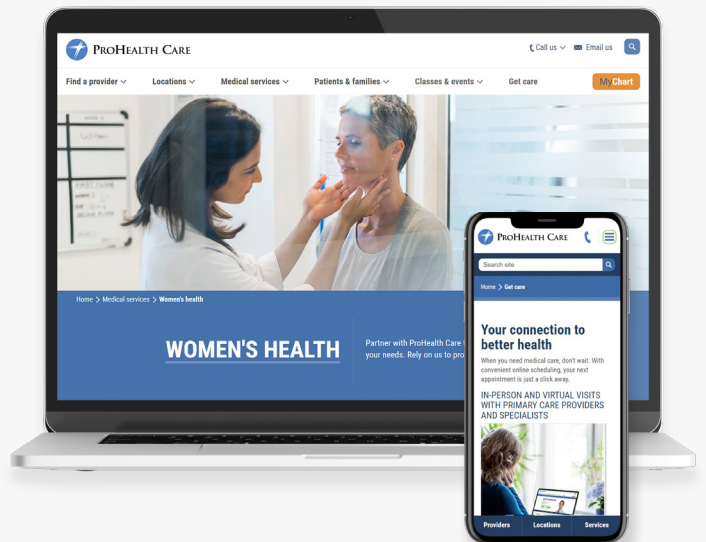 PROHEALTH CARE
Call us
Email us
Find a provider
Locations
Medical services
Patients & families
Classes & events
Get care
MyChart
Home > Medical services > Women's health
WOMEN'S HEALTH
Partner with ProHealth Care
your needs. Rely on us to pro
PROHEALTH CARE
Search site
Home > Get care
Your connection to
better health
When you need medical care, don't wait. With
convenient online scheduling, your next
appointment is just a click away.
IN-PERSON AND VIRTUAL VISITS
WITH PRIMARY CARE PROVIDERS
AND SPECIALISTS
Providers
Locations
Services